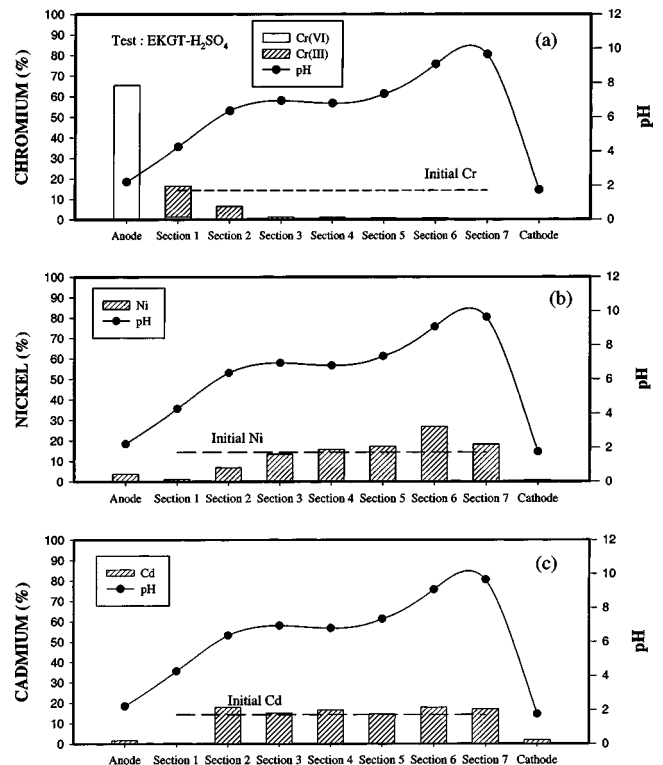 (a)
Test : EKGT-H₂SO₄
Cr(VI)
Cr(III)
pH
CHROMIUM (%)
100
90
80
70
60
50
40
30
20
10
0
Initial Cr
12
10
8
6
4
2
0
pH
Anode Section 1 Section 2 Section 3 Section 4 Section 5 Section 6 Section 7 Cathode
(b)
Ni
pH
NICKEL (%)
100
90
80
70
60
50
40
30
20
10
0
Initial Ni
12
10
8
6
4
2
0
pH
Anode Section 1 Section 2 Section 3 Section 4 Section 5 Section 6 Section 7 Cathode
(c)
Cd
pH
CADMIUM (%)
100
90
80
70
60
50
40
30
20
10
0
Initial Cd
12
10
8
6
4
2
0
pH
Anode Section 1 Section 2 Section 3 Section 4 Section 5 Section 6 Section 7 Cathode